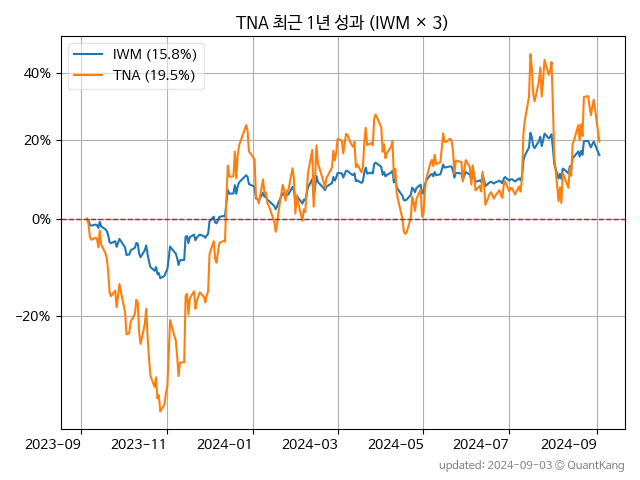 TNA 최근 1년 성과 (IWM × 3)
IWM (15.8%)
TNA (19.5%)
40%
20%
0%
−20%
2023-09
2023-11
2024-01
2024-03
2024-05
2024-07
2024-09
updated: 2024-09-03 ⓒ QuantKang